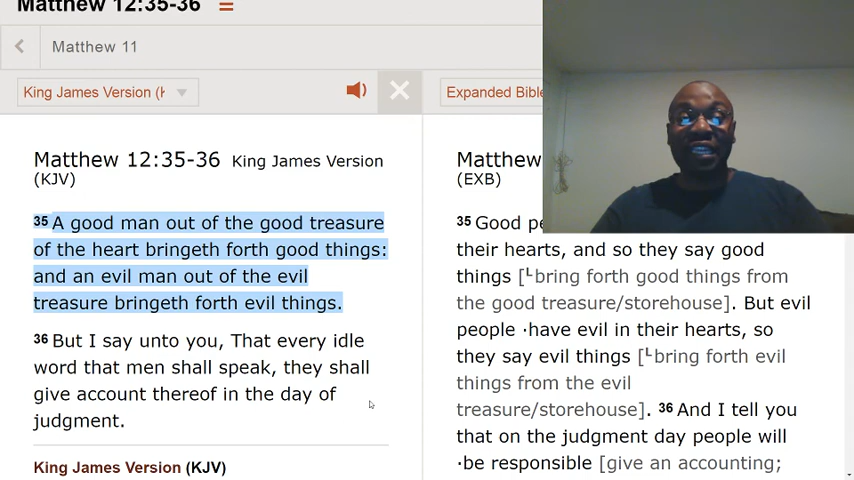 Matthew 12:35-36
Matthew 11
King James Version (K
Expanded Bible
Matthew 12:35-36 King James Version
(KJV)
35 A good man out of the good treasure
of the heart bringeth forth good things:
and an evil man out of the evil
treasure bringeth forth evil things.
36 But I say unto you, That every idle
word that men shall speak, they shall
give account thereof in the day of
judgment.
King James Version (KJV)
Matthew
(EXB)
35 Good pe
their hearts, and so they say good
things [Lbring forth good things from
the good treasure/storehouse]. But evil
people ·have evil in their hearts, so
they say evil things [Lbring forth evil
things from the evil
treasure/storehouse]. 36 And I tell you
that on the judgment day people will
·be responsible [give an accounting;